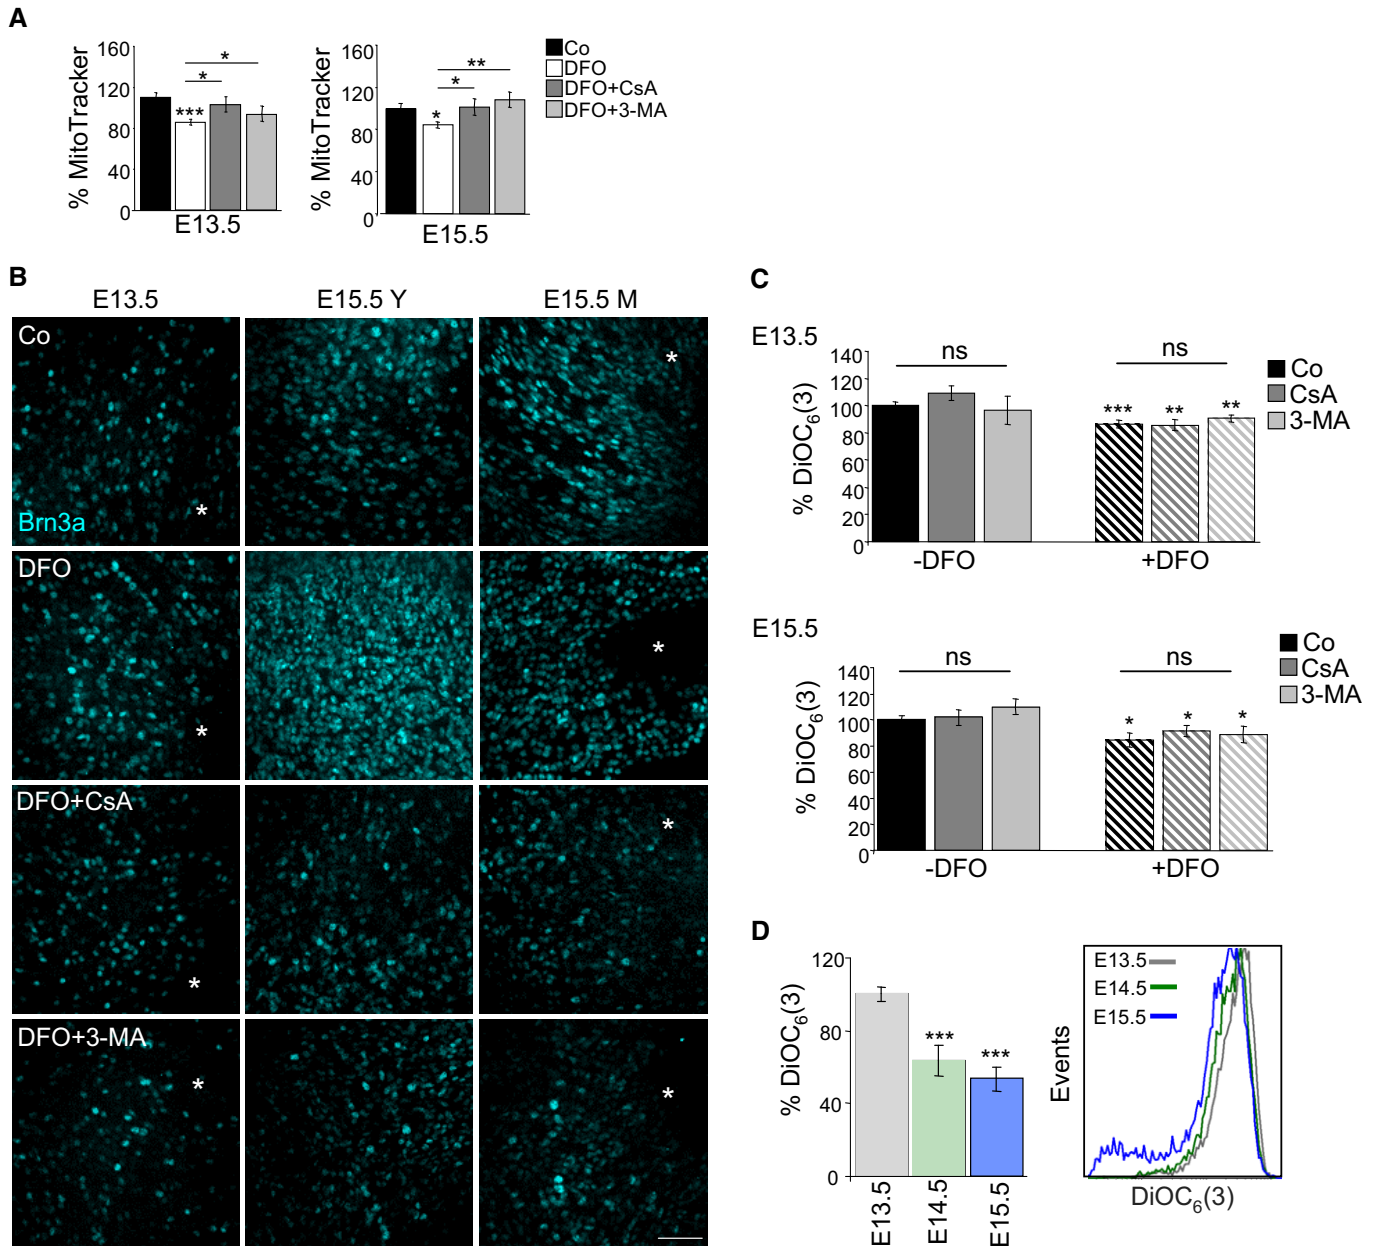 A
% MitoTracker
160
120
80
40
0
***
*
*
E13.5
% MitoTracker
160
120
80
40
0
*
*
**
E15.5
Co
DFO
DFO+CsA
DFO+3-MA
B
E13.5
E15.5 Y
E15.5 M
Co
*
Brn3a
*
DFO
*
*
DFO+CsA
*
*
DFO+3-MA
*
*
C
E13.5
% DiOC6(3)
140
120
100
80
60
40
20
0
ns
ns
*** ** **
-DFO
+DFO
Co
CsA
3-MA
E15.5
% DiOC6(3)
140
120
100
80
60
40
20
0
ns
ns
* * *
-DFO
+DFO
Co
CsA
3-MA
D
% DiOC6(3)
120
80
40
0
***
***
E13.5
E14.5
E15.5
Events
E13.5
E14.5
E15.5
DiOC6(3)